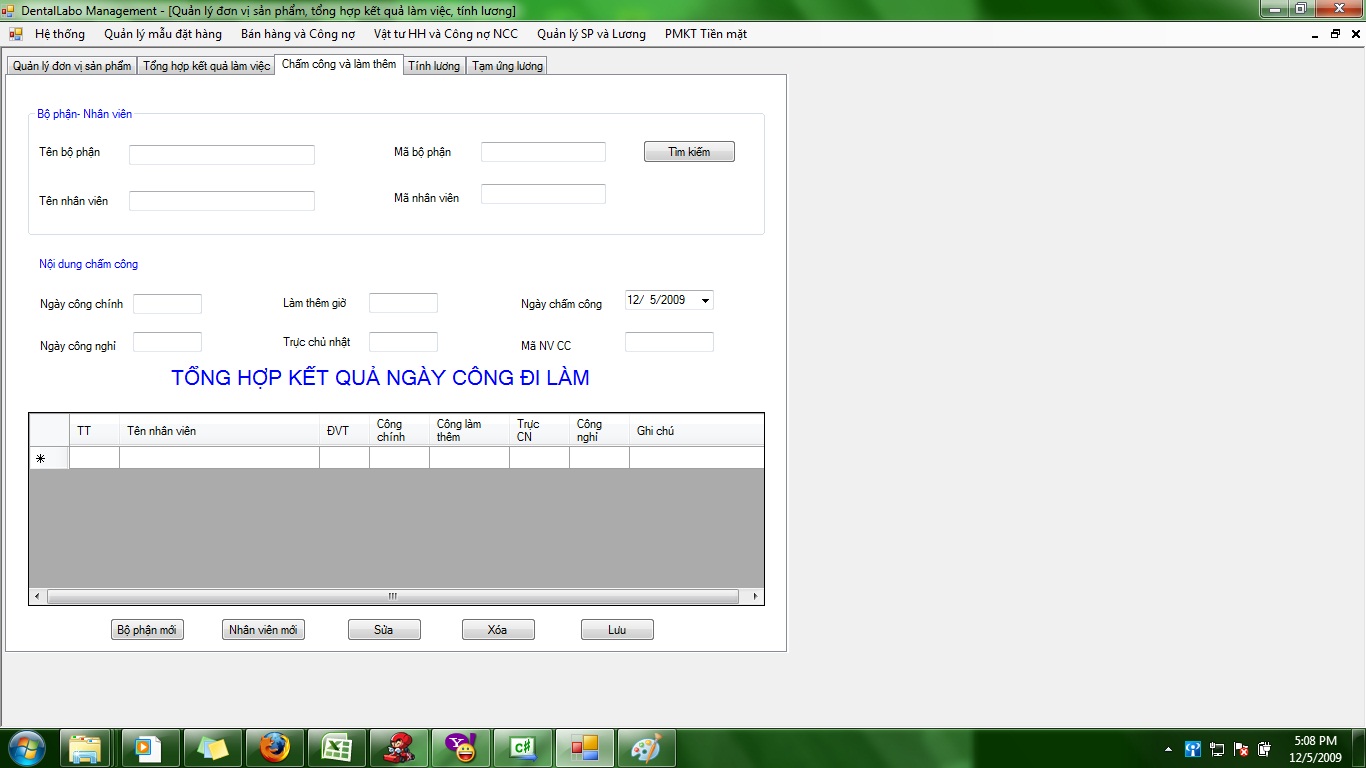 DentalLabo Management - [Quản lý đơn vị sản phẩm, tổng hợp kết quả làm việc, tính lương]
Hệ thống Quản lý mẫu đặt hàng Bán hàng và Công nợ Vật tư HH và Công nợ NCC Quản lý SP và Lương PMKT Tiền mặt
Quản lý đơn vị sản phẩm Tổng hợp kết quả làm việc Chấm công và làm thêm Tính lương Tạm ứng lương
Bộ phận- Nhân viên
Tên bộ phận Mã bộ phận Tìm kiếm
Tên nhân viên Mã nhân viên
Nội dung chấm công
Ngày công chính Làm thêm giờ Ngày chấm công 12/ 5/2009
Ngày công nghỉ Trực chủ nhật Mã NV CC
TỔNG HỢP KẾT QUẢ NGÀY CÔNG ĐI LÀM
TT Tên nhân viên ĐVT Công chính Công làm thêm Trực CN Công nghỉ Ghi chú
Bộ phận mới Nhân viên mới Sửa Xóa Lưu
5:08 PM
12/5/2009